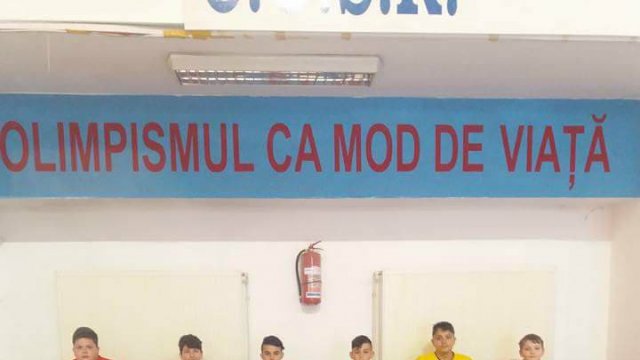 OLIMPISMUL CA MOD DE VIAȚĂ